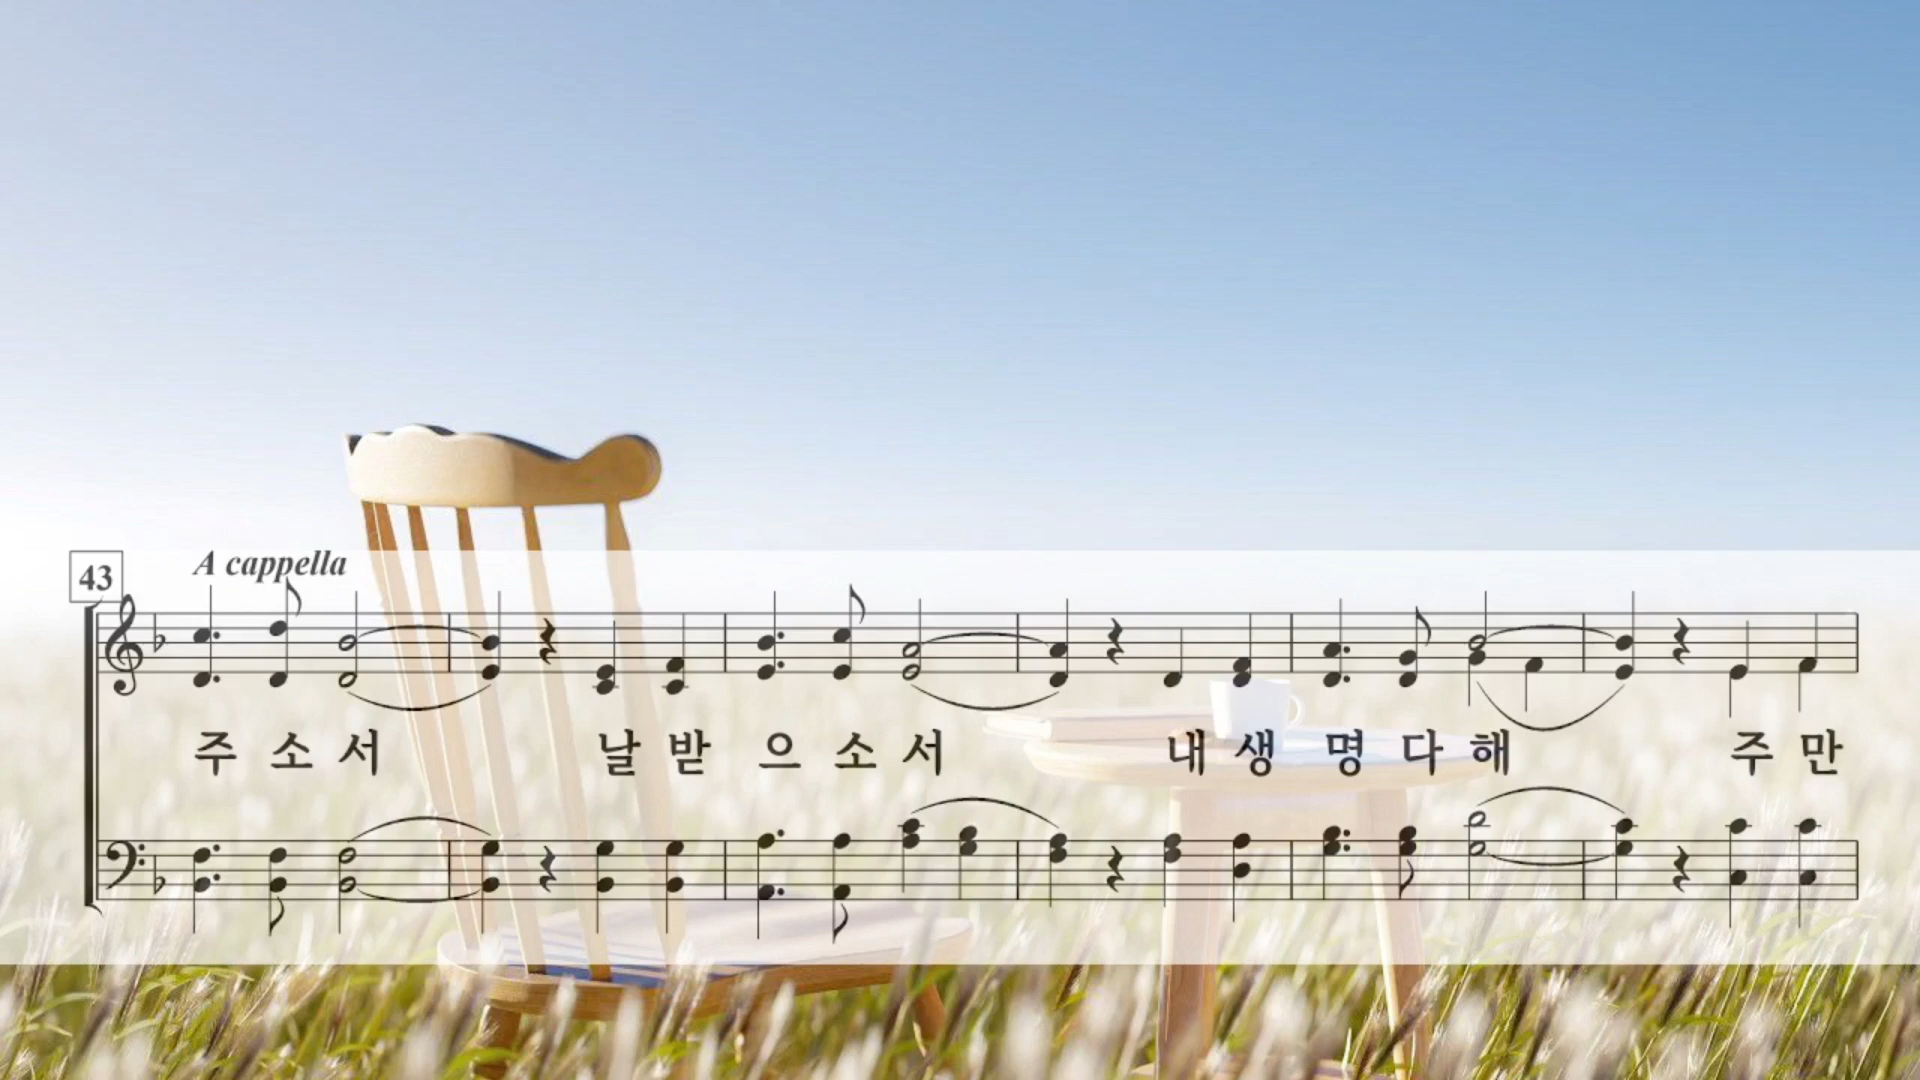 43
A cappella
주 소 서 날 받 으 소 서 내 생 명 다 해 주 만